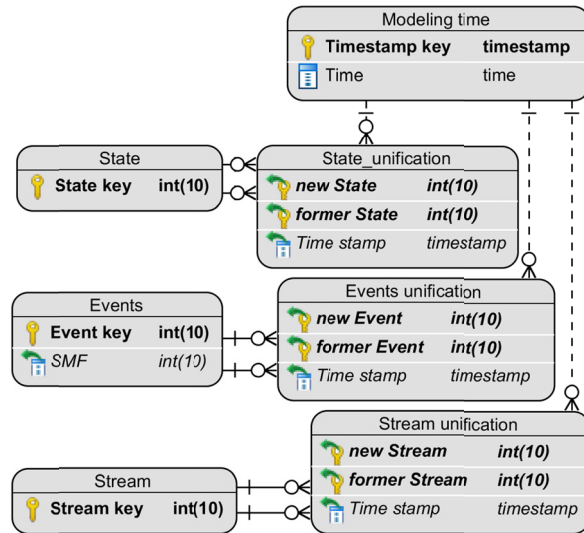 Modeling time
Timestamp key timestamp
Time time
State
State key int(10)
State_unification
new State int(10)
former State int(10)
Time stamp timestamp
Events
Event key int(10)
SMF int(10)
Events unification
new Event int(10)
former Event int(10)
Time stamp timestamp
Stream
Stream key int(10)
Stream unification
new Stream int(10)
former Stream int(10)
Time stamp timestamp